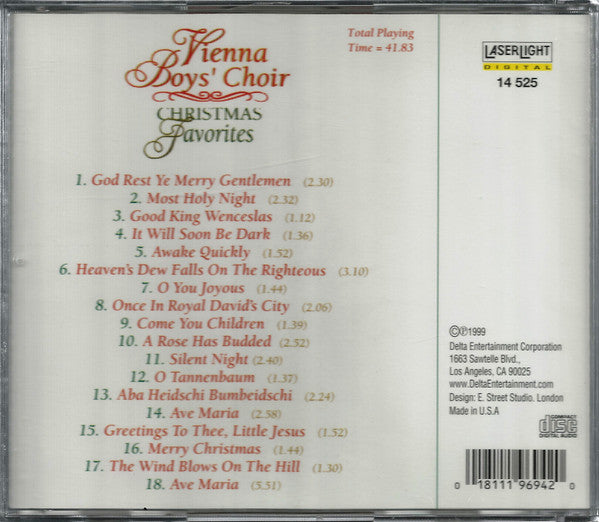 Vienna
Boys' Choir
CHRISTMAS
Favorites
Total Playing
Time = 41.83
LASERLIGHT
DIGITAL
14 525
1. God Rest Ye Merry Gentlemen (2.30)
2. Most Holy Night (2.32)
3. Good King Wenceslas (1.12)
4. It Will Soon Be Dark (1.36)
5. Awake Quickly (1.52)
6. Heaven's Dew Falls On The Righteous (3.10)
7. O You Joyous (1.44)
8. Once In Royal David's City (2.06)
9. Come You Children (1.39)
10. A Rose Has Budded (2.52)
11. Silent Night (2.40)
12. O Tannenbaum (1.37)
13. Aba Heidschi Bumbeidschi (2.24)
14. Ave Maria (2.58)
15. Greetings To Thee, Little Jesus (1.52)
16. Merry Christmas (1.44)
17. The Wind Blows On The Hill (1.30)
18. Ave Maria (5.51)
©℗1999
Delta Entertainment Corporation
1663 Sawtelle Blvd.,
Los Angeles, CA 90025
www.DeltaEntertainment.com
Design: E. Street Studio. London
Made in U.S.A
COMPACT
disc
DIGITAL AUDIO
0 18111 96942 0